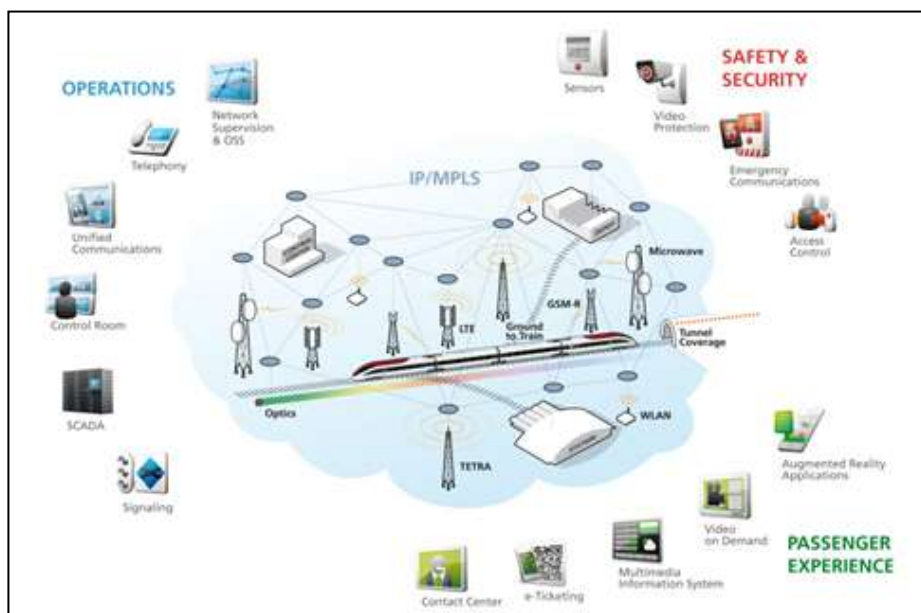 OPERATIONS
Network
Supervision
& OSS
Telephony
Unified
Communications
Control Room
SCADA
Signaling
SAFETY &
SECURITY
Sensors
Video
Protection
Emergency
Communications
Access
Control
IP/MPLS
Microwave
GSM-R
LTE
Ground
to Train
Tunnel
Coverage
Optics
WLAN
TETRA
Augmented Reality
Applications
Video
on Demand
Multimedia
Information System
e-Ticketing
Contact Center
PASSENGER
EXPERIENCE